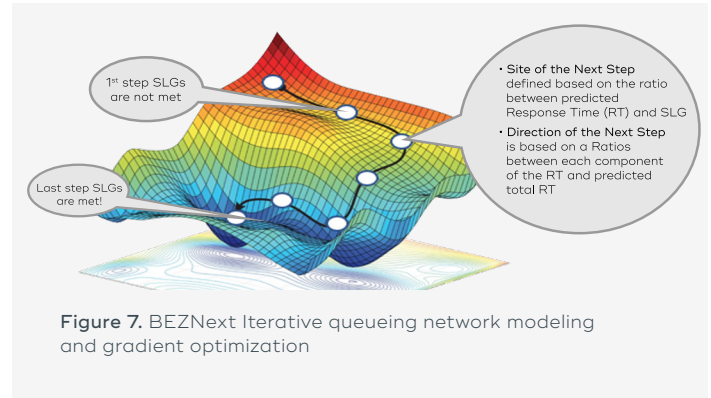 1st step SLGs
are not met
• Site of the Next Step
defined based on the ratio
between predicted
Response Time (RT) and SLG
• Direction of the Next Step
is based on a Ratios
between each component
of the RT and predicted
total RT
Last step SLGs
are met!
Figure 7. BEZNext Iterative queueing network modeling
and gradient optimization